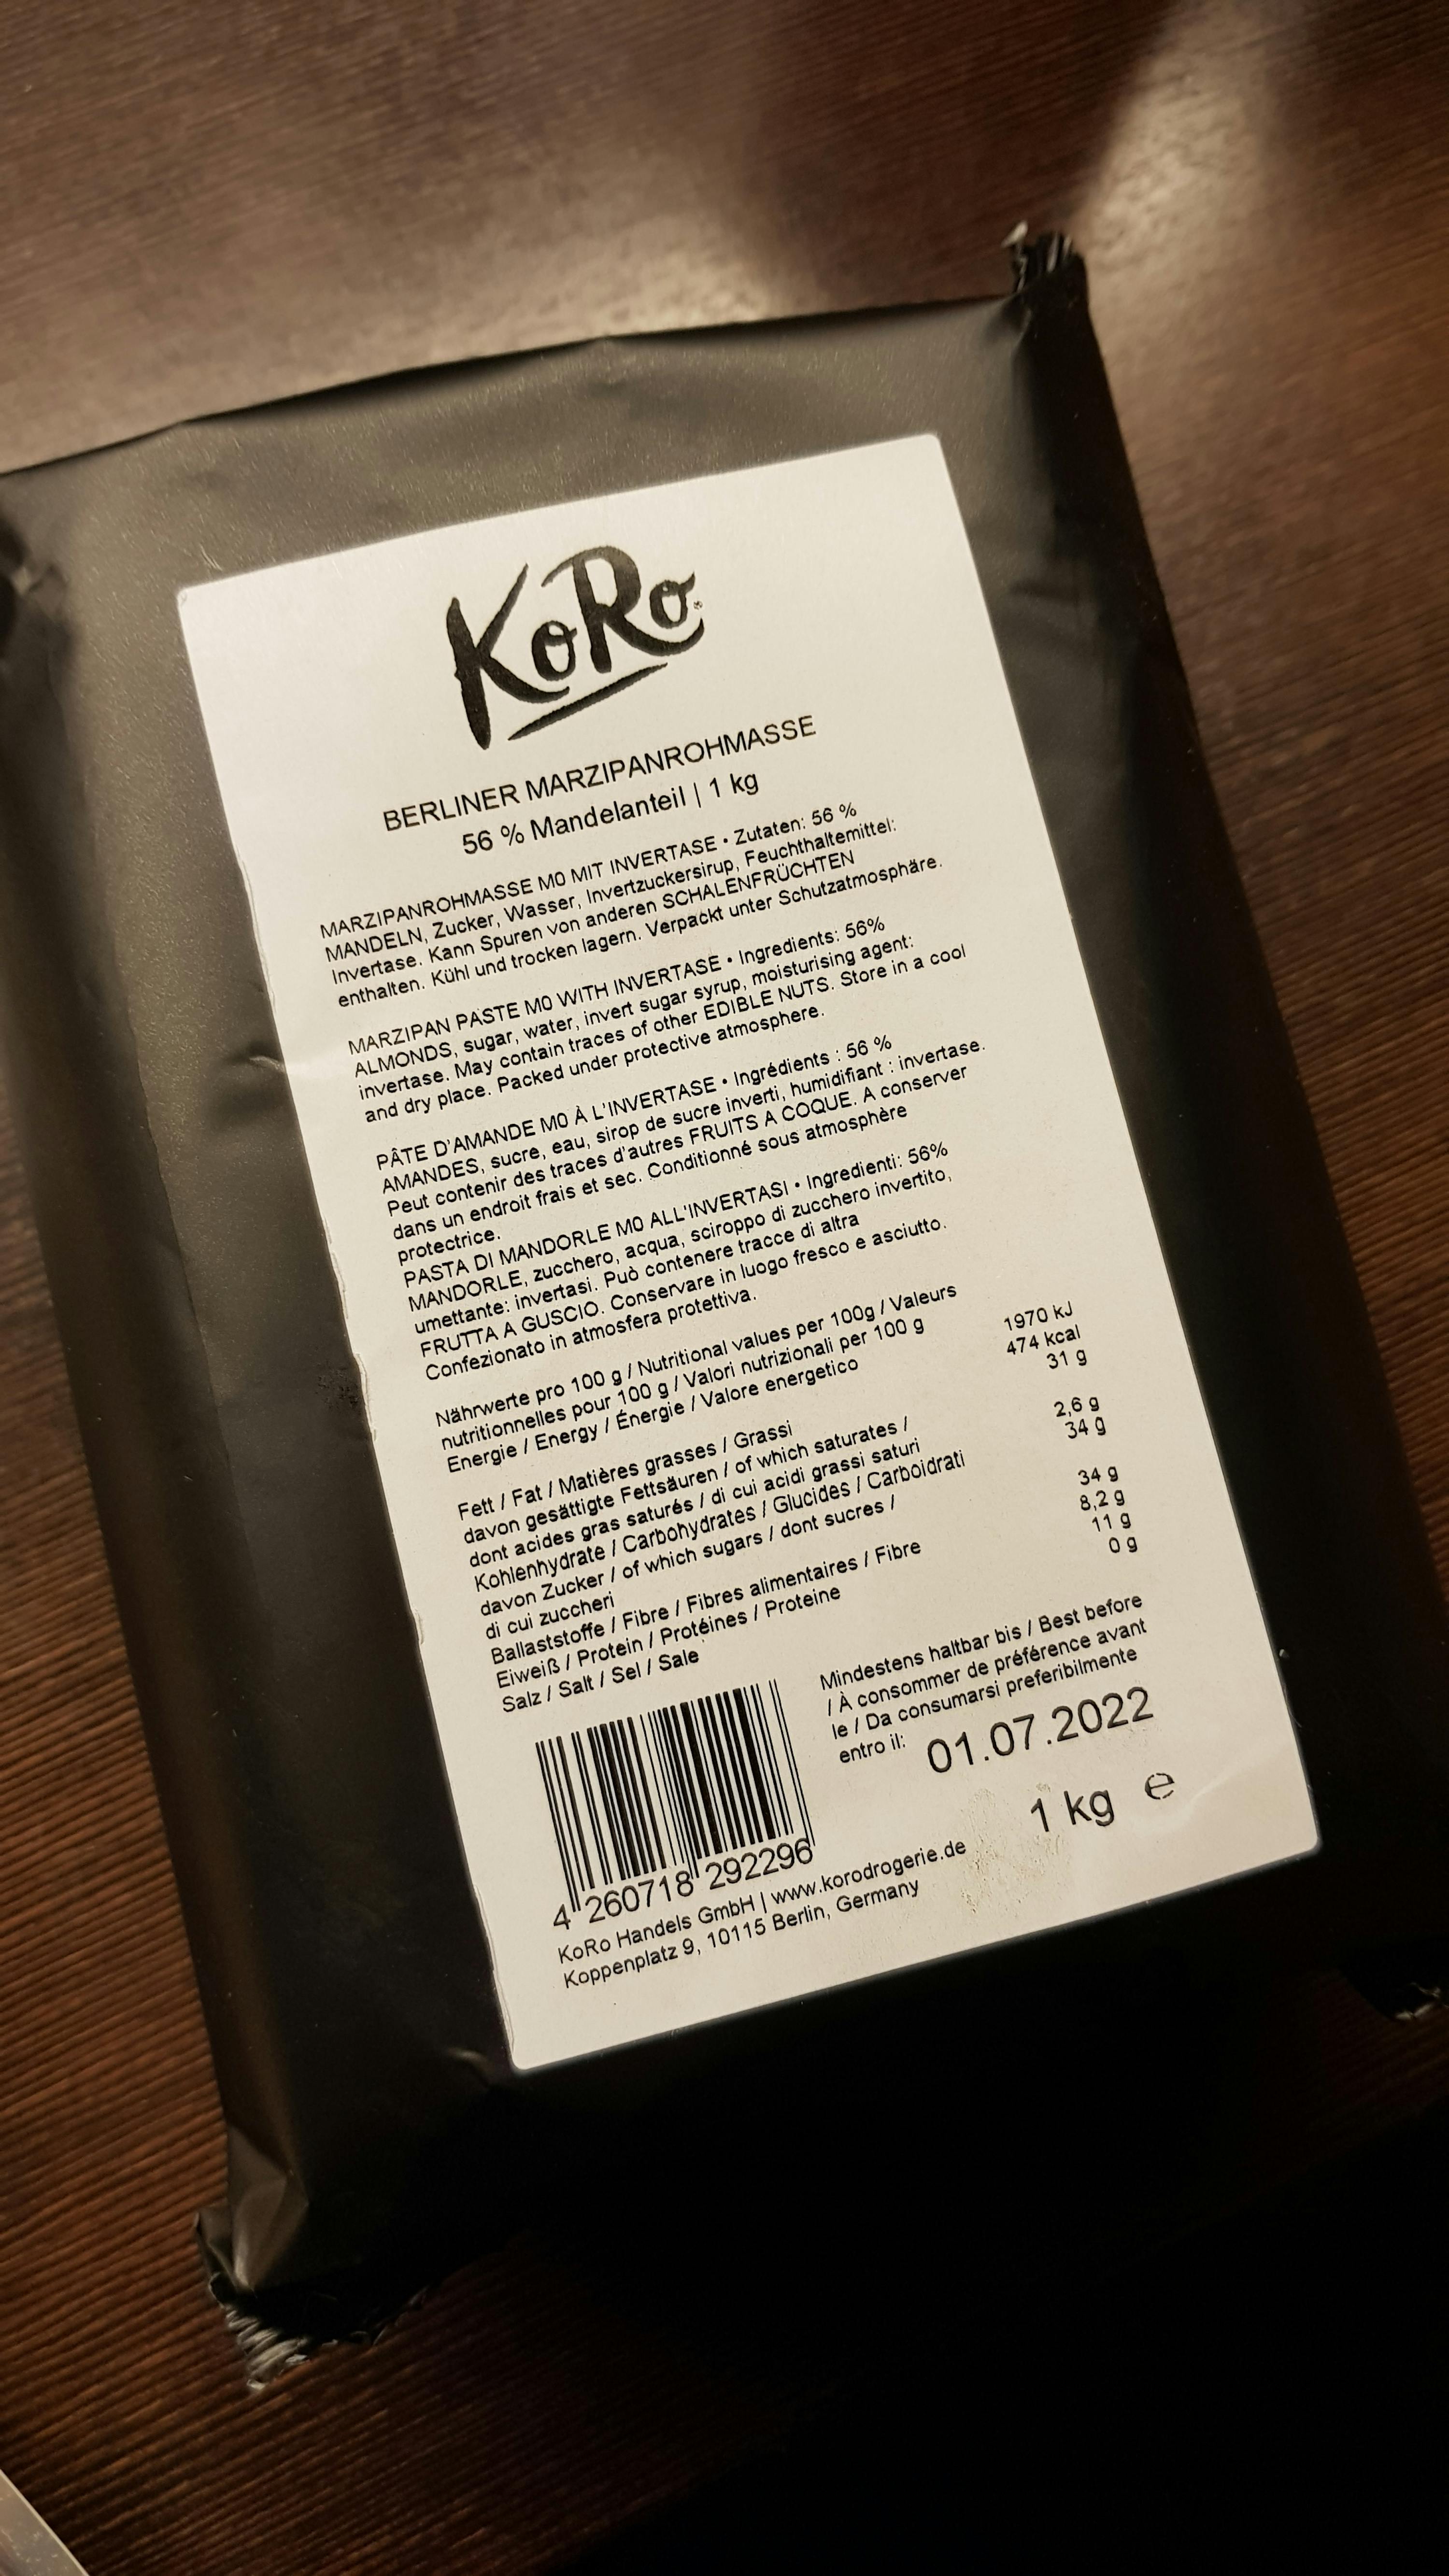 KoRo
BERLINER MARZIPANROHMASSE
56 % Mandelanteil | 1 kg
MARZIPANROHMASSE M0 MIT INVERTASE • Zutaten: 56 %
MANDELN, Zucker, Wasser, Invertzuckersirup, Feuchthaltemittel:
Invertase. Kann Spuren von anderen SCHALENFRÜCHTEN
enthalten. Kühl und trocken lagern. Verpackt unter Schutzatmosphäre.
MARZIPAN PASTE M0 WITH INVERTASE • Ingredients: 56%
ALMONDS, sugar, water, invert sugar syrup, moisturising agent:
invertase. May contain traces of other EDIBLE NUTS. Store in a cool
and dry place. Packed under protective atmosphere.
PÂTE D'AMANDE M0 À L'INVERTASE • Ingrédients : 56 %
AMANDES, sucre, eau, sirop de sucre inverti, humidifiant : invertase.
Peut contenir des traces d'autres FRUITS A COQUE. A conserver
dans un endroit frais et sec. Conditionné sous atmosphère
protectrice.
PASTA DI MANDORLE M0 ALL'INVERTASI • Ingredienti: 56%
MANDORLE, zucchero, acqua, sciroppo di zucchero invertito,
umettante: invertasi. Può contenere tracce di altra
FRUTTA A GUSCIO. Conservare in luogo fresco e asciutto.
Confezionato in atmosfera protettiva.
Nährwerte pro 100 g / Nutritional values per 100g / Valeurs
nutritionnelles pour 100 g / Valori nutrizionali per 100 g
Energie / Energy / Énergie / Valore energetico 1970 kJ
474 kcal
Fett / Fat / Matières grasses / Grassi 31 g
davon gesättigte Fettsäuren / of which saturates /
dont acides gras saturés / di cui acidi grassi saturi 2,6 g
Kohlenhydrate / Carbohydrates / Glucides / Carboidrati 34 g
davon Zucker / of which sugars / dont sucres /
di cui zuccheri 34 g
Ballaststoffe / Fibre / Fibres alimentaires / Fibre 8,2 g
Eiweiß / Protein / Protéines / Proteine 11 g
Salz / Salt / Sel / Sale 0 g
Mindestens haltbar bis / Best before
/ À consommer de préférence avant
le / Da consumarsi preferibilmente
entro il: 01.07.2022
1 kg e
4 260718 292296
KoRo Handels GmbH | www.korodrogerie.de
Koppenplatz 9, 10115 Berlin, Germany